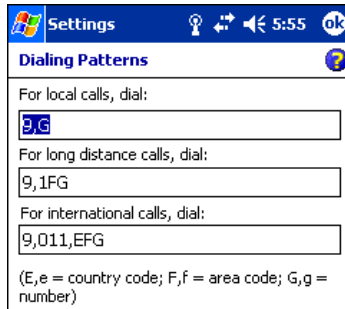 Settings 5:55 ok
Dialing Patterns ?
For local calls, dial:
9,G
For long distance calls, dial:
9,1FG
For international calls, dial:
9,011,EFG
(E,e = country code; F,f = area code; G,g =
number)